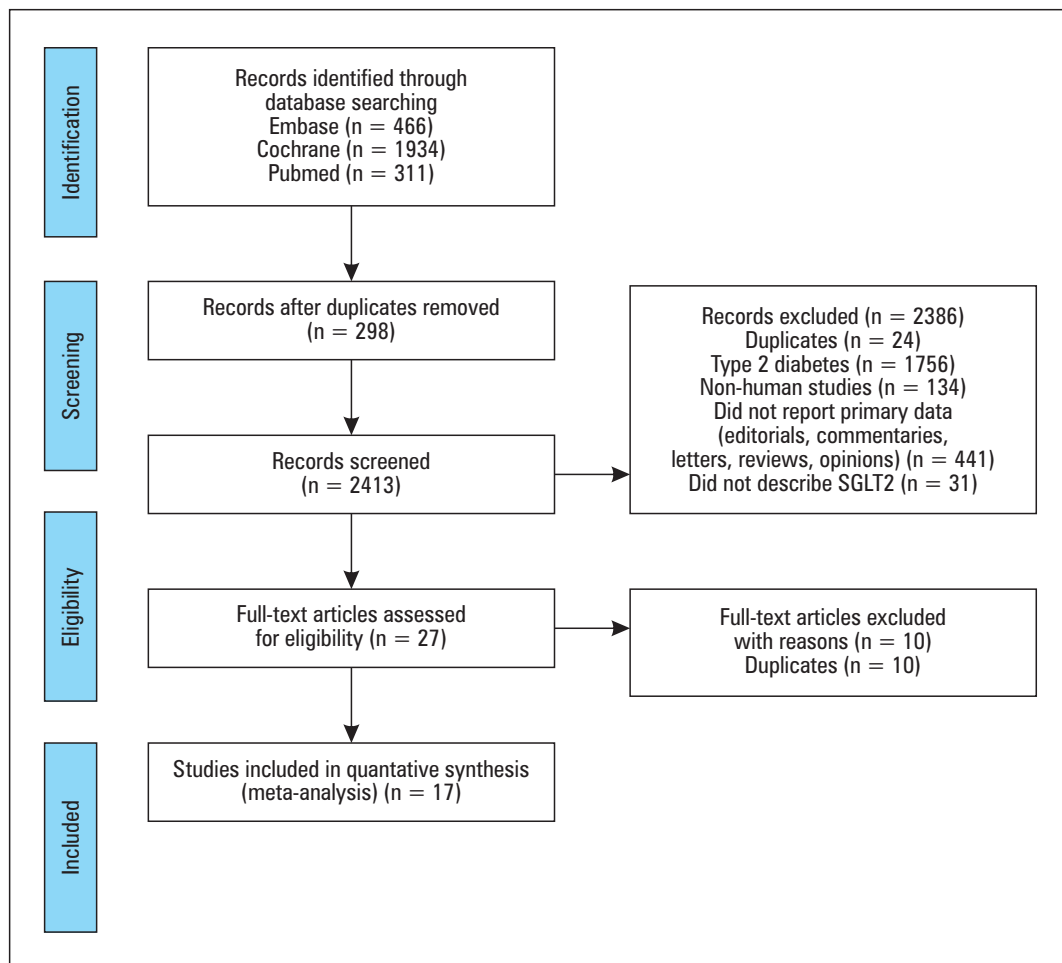 Identification
Records identified through
database searching
Embase (n = 466)
Cochrane (n = 1934)
Pubmed (n = 311)
Screening
Records after duplicates removed
(n = 298)
Records excluded (n = 2386)
Duplicates (n = 24)
Type 2 diabetes (n = 1756)
Non-human studies (n = 134)
Did not report primary data
(editorials, commentaries,
letters, reviews, opinions) (n = 441)
Did not describe SGLT2 (n = 31)
Records screened
(n = 2413)
Eligibility
Full-text articles assessed
for eligibility (n = 27)
Full-text articles excluded
with reasons (n = 10)
Duplicates (n = 10)
Included
Studies included in quantative synthesis
(meta-analysis) (n = 17)